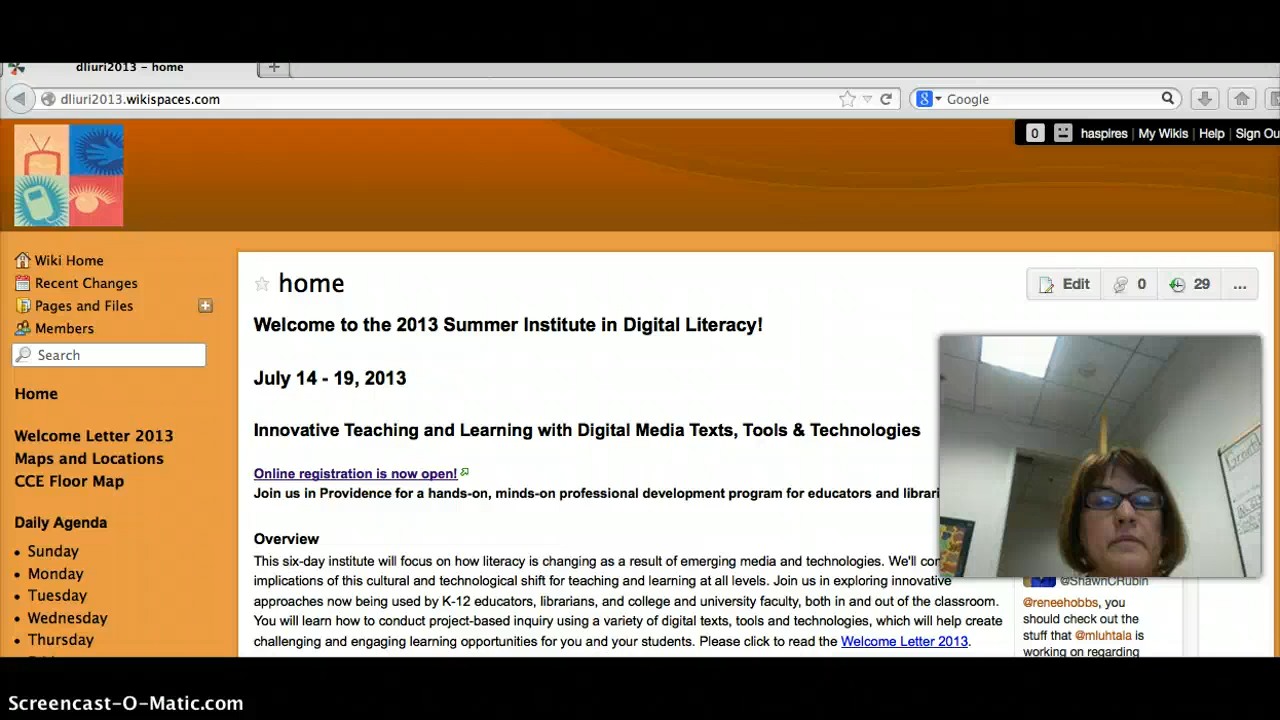 dliuri2013 - home
dliuri2013.wikispaces.com
Google
0 haspires | My Wikis | Help | Sign Ou
Wiki Home
Recent Changes
Pages and Files
Members
Search
Home
Welcome Letter 2013
Maps and Locations
CCE Floor Map
Daily Agenda
Sunday
Monday
Tuesday
Wednesday
Thursday
home
Edit 0 29 ...
Welcome to the 2013 Summer Institute in Digital Literacy!
July 14 - 19, 2013
Innovative Teaching and Learning with Digital Media Texts, Tools & Technologies
Online registration is now open!
Join us in Providence for a hands-on, minds-on professional development program for educators and librari
Overview
This six-day institute will focus on how literacy is changing as a result of emerging media and technologies. We'll con
implications of this cultural and technological shift for teaching and learning at all levels. Join us in exploring innovative
approaches now being used by K-12 educators, librarians, and college and university faculty, both in and out of the classroom.
You will learn how to conduct project-based inquiry using a variety of digital texts, tools and technologies, which will help create
challenging and engaging learning opportunities for you and your students. Please click to read the Welcome Letter 2013.
@ShawnCRubin
@reneehobbs, you
should check out the
stuff that @mluhtala is
working on regarding
Screencast-O-Matic.com